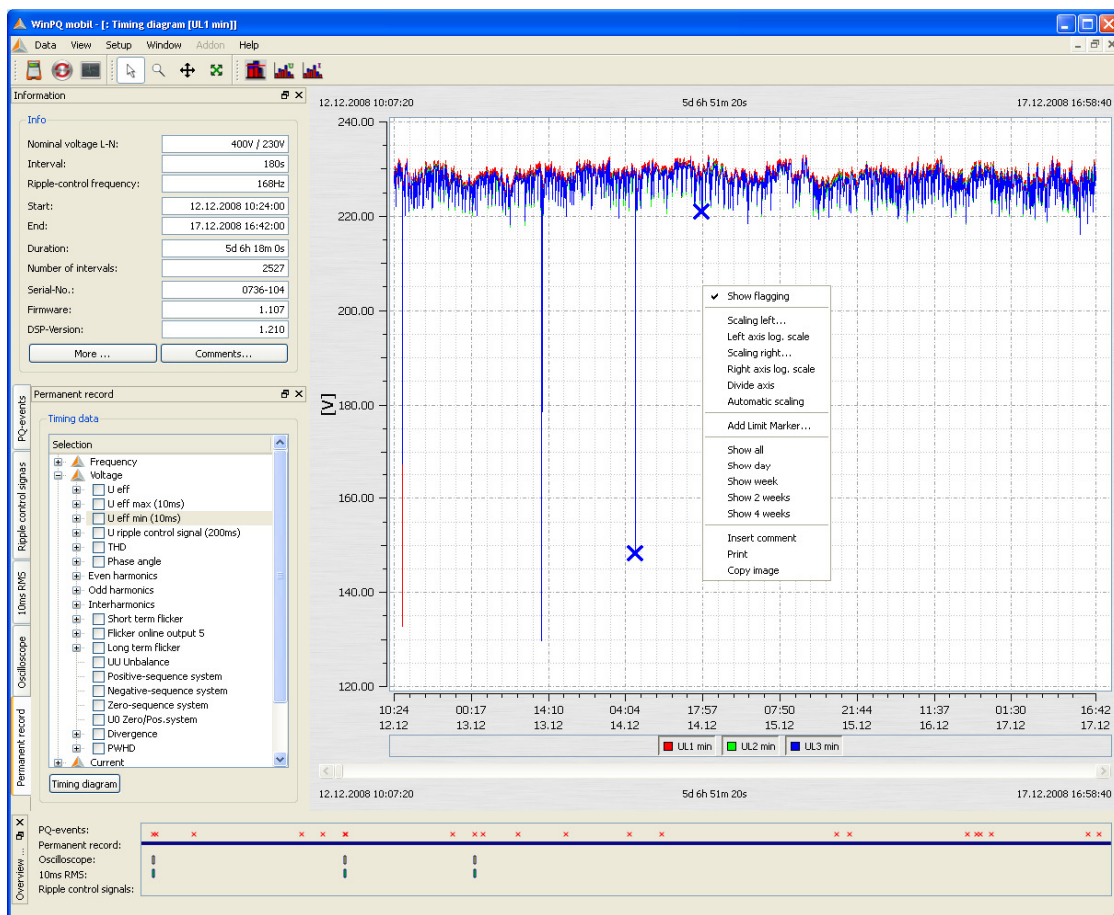 WinPQ mobil - [: Timing diagram [UL1 min]]
Data View Setup Window Addon Help
Information
Info
Nominal voltage L-N: 400V / 230V
Interval: 180s
Ripple-control frequency: 168Hz
Start: 12.12.2008 10:24:00
End: 17.12.2008 16:42:00
Duration: 5d 6h 18m 0s
Number of intervals: 2527
Serial-No.: 0736-104
Firmware: 1.107
DSP-Version: 1.210
More ... Comments...
PQ-events
Ripple control signas
10ms RMS
Oscilloscope
Permanent record
Permanent record
Timing data
Selection
Frequency
Voltage
U eff
U eff max (10ms)
U eff min (10ms)
U ripple control signal (200ms)
THD
Phase angle
Even harmonics
Odd harmonics
Interharmonics
Short term flicker
Flicker online output 5
Long term flicker
UU Unbalance
Positive-sequence system
Negative-sequence system
Zero-sequence system
U0 Zero/Pos.system
Divergence
PWHD
Current
Timing diagram
12.12.2008 10:07:20 5d 6h 51m 20s 17.12.2008 16:58:40
240.00
220.00
200.00
180.00
160.00
140.00
120.00
[V]
Show flagging
Scaling left...
Left axis log. scale
Scaling right...
Right axis log. scale
Divide axis
Automatic scaling
Add Limit Marker...
Show all
Show day
Show week
Show 2 weeks
Show 4 weeks
Insert comment
Print
Copy image
10:24 00:17 14:10 04:04 17:57 07:50 21:44 11:37 01:30 16:42
12.12 13.12 13.12 14.12 14.12 15.12 15.12 16.12 17.12 17.12
UL1 min UL2 min UL3 min
12.12.2008 10:07:20 5d 6h 51m 20s 17.12.2008 16:58:40
Overview ...
PQ-events:
Permanent record:
Oscilloscope:
10ms RMS:
Ripple control signals: